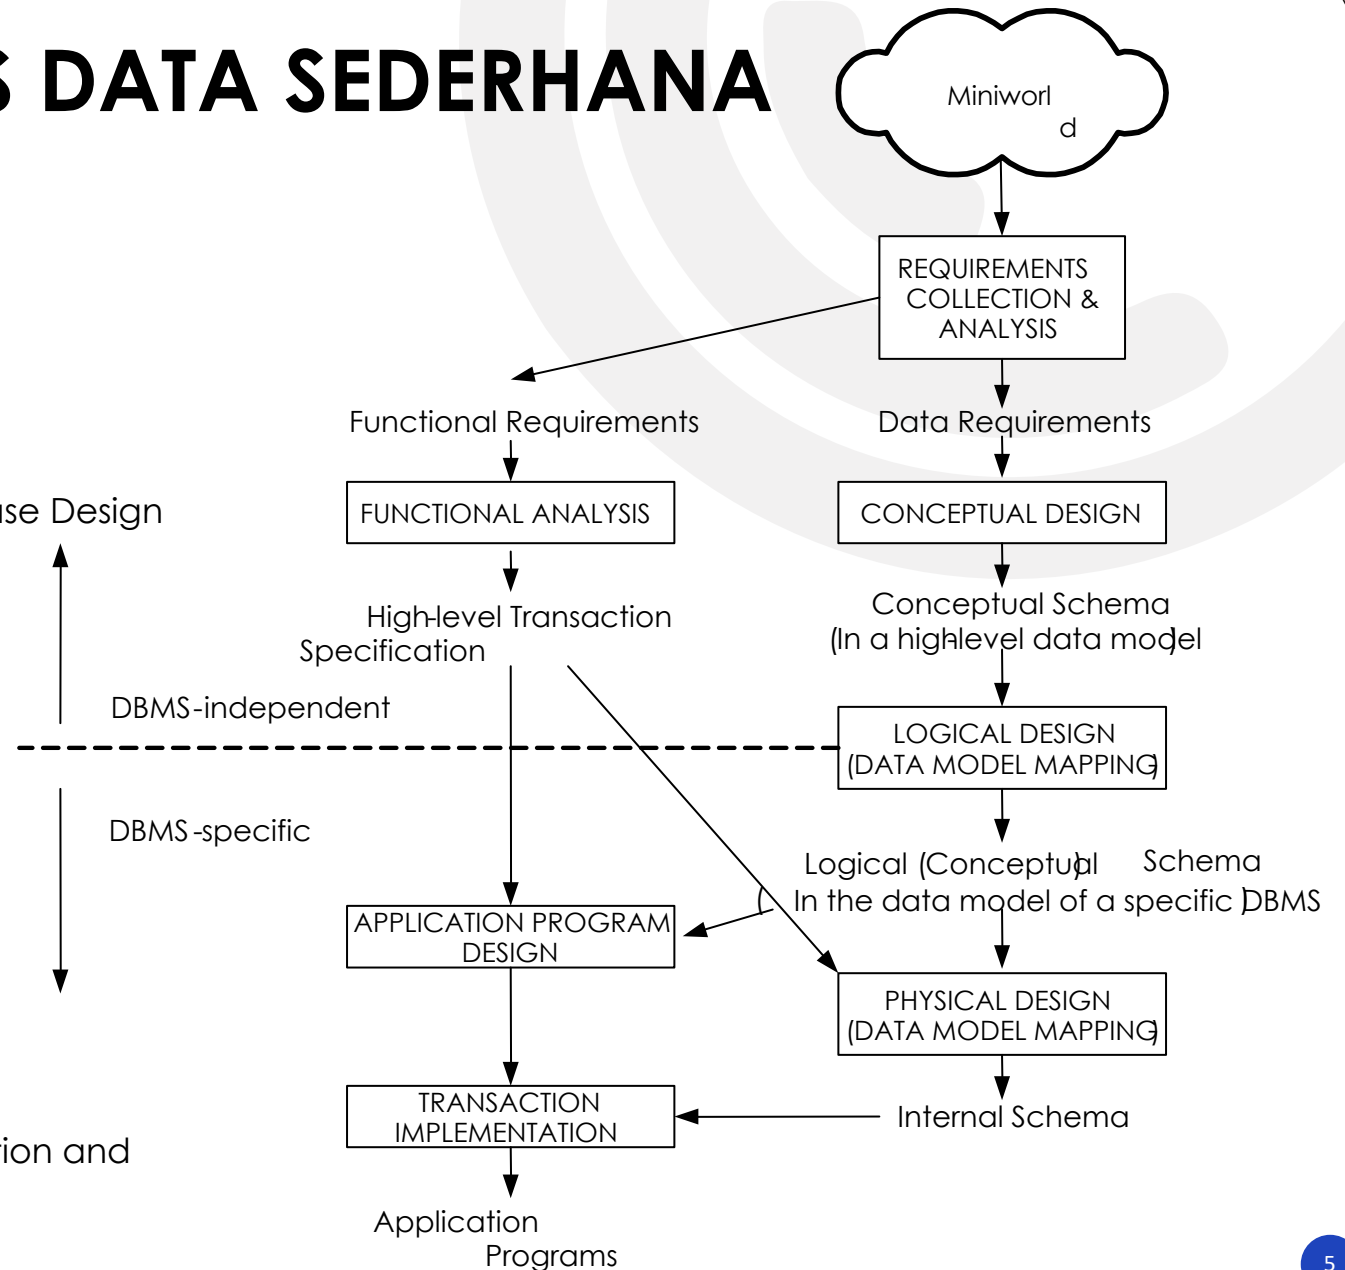 S DATA SEDERHANA
Miniworl
d
REQUIREMENTS
COLLECTION &
ANALYSIS
Functional Requirements
Data Requirements
FUNCTIONAL ANALYSIS
CONCEPTUAL DESIGN
se Design
High-level Transaction
Specification
Conceptual Schema
(In a high-level data model)
DBMS-independent
LOGICAL DESIGN
(DATA MODEL MAPPING)
DBMS-specific
Logical (Conceptual) Schema
In the data model of a specific DBMS)
APPLICATION PROGRAM
DESIGN
PHYSICAL DESIGN
(DATA MODEL MAPPING)
TRANSACTION
IMPLEMENTATION
Internal Schema
ion and
Application
Programs
5